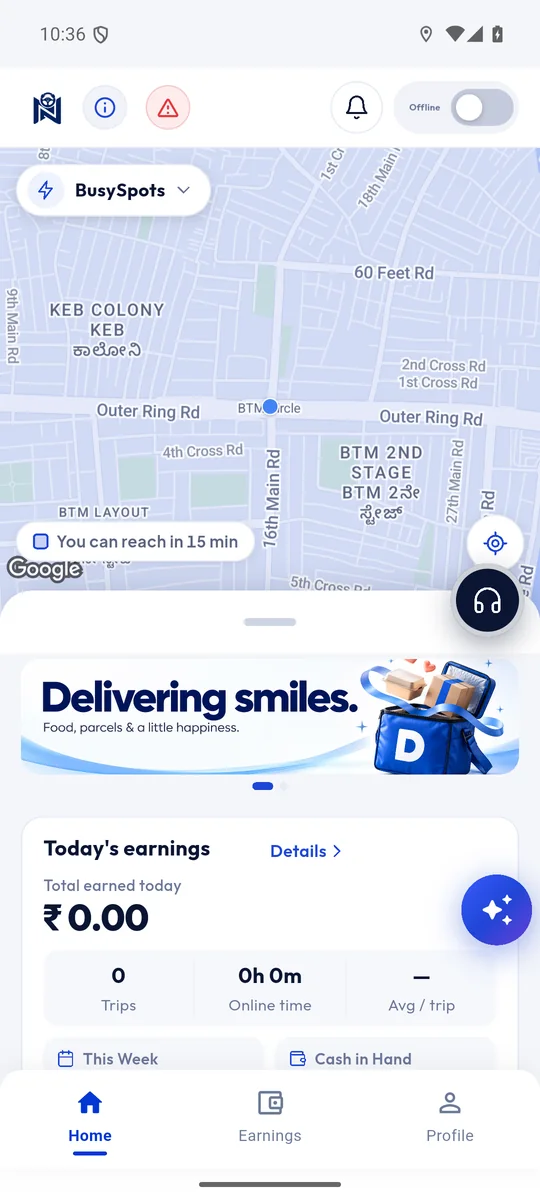 10:36
Offline
8t
1st Cr
18th Main
BusySpots
60 Feet Rd
9th Main Rd
KEB COLONY
KEB
ಕಾಲೋನಿ
2nd Cross Rd
1st Cross Rd
Outer Ring Rd
Outer Ring Rd
4th Cross Rd
BTM 2ND
STAGE
BTM 2ನೇ
ಸ್ಟೇಜ್
16th Main Rd
27th Main Rd
Rd
BTM LAYOUT
You can reach in 15 min
Google
5th Cross Rd
e Rd
Delivering smiles.
Food, parcels & a little happiness.
D
Today's earnings
Details
Total earned today
₹ 0.00
0
0h 0m
—
Trips
Online time
Avg / trip
This Week
Cash in Hand
Home
Earnings
Profile